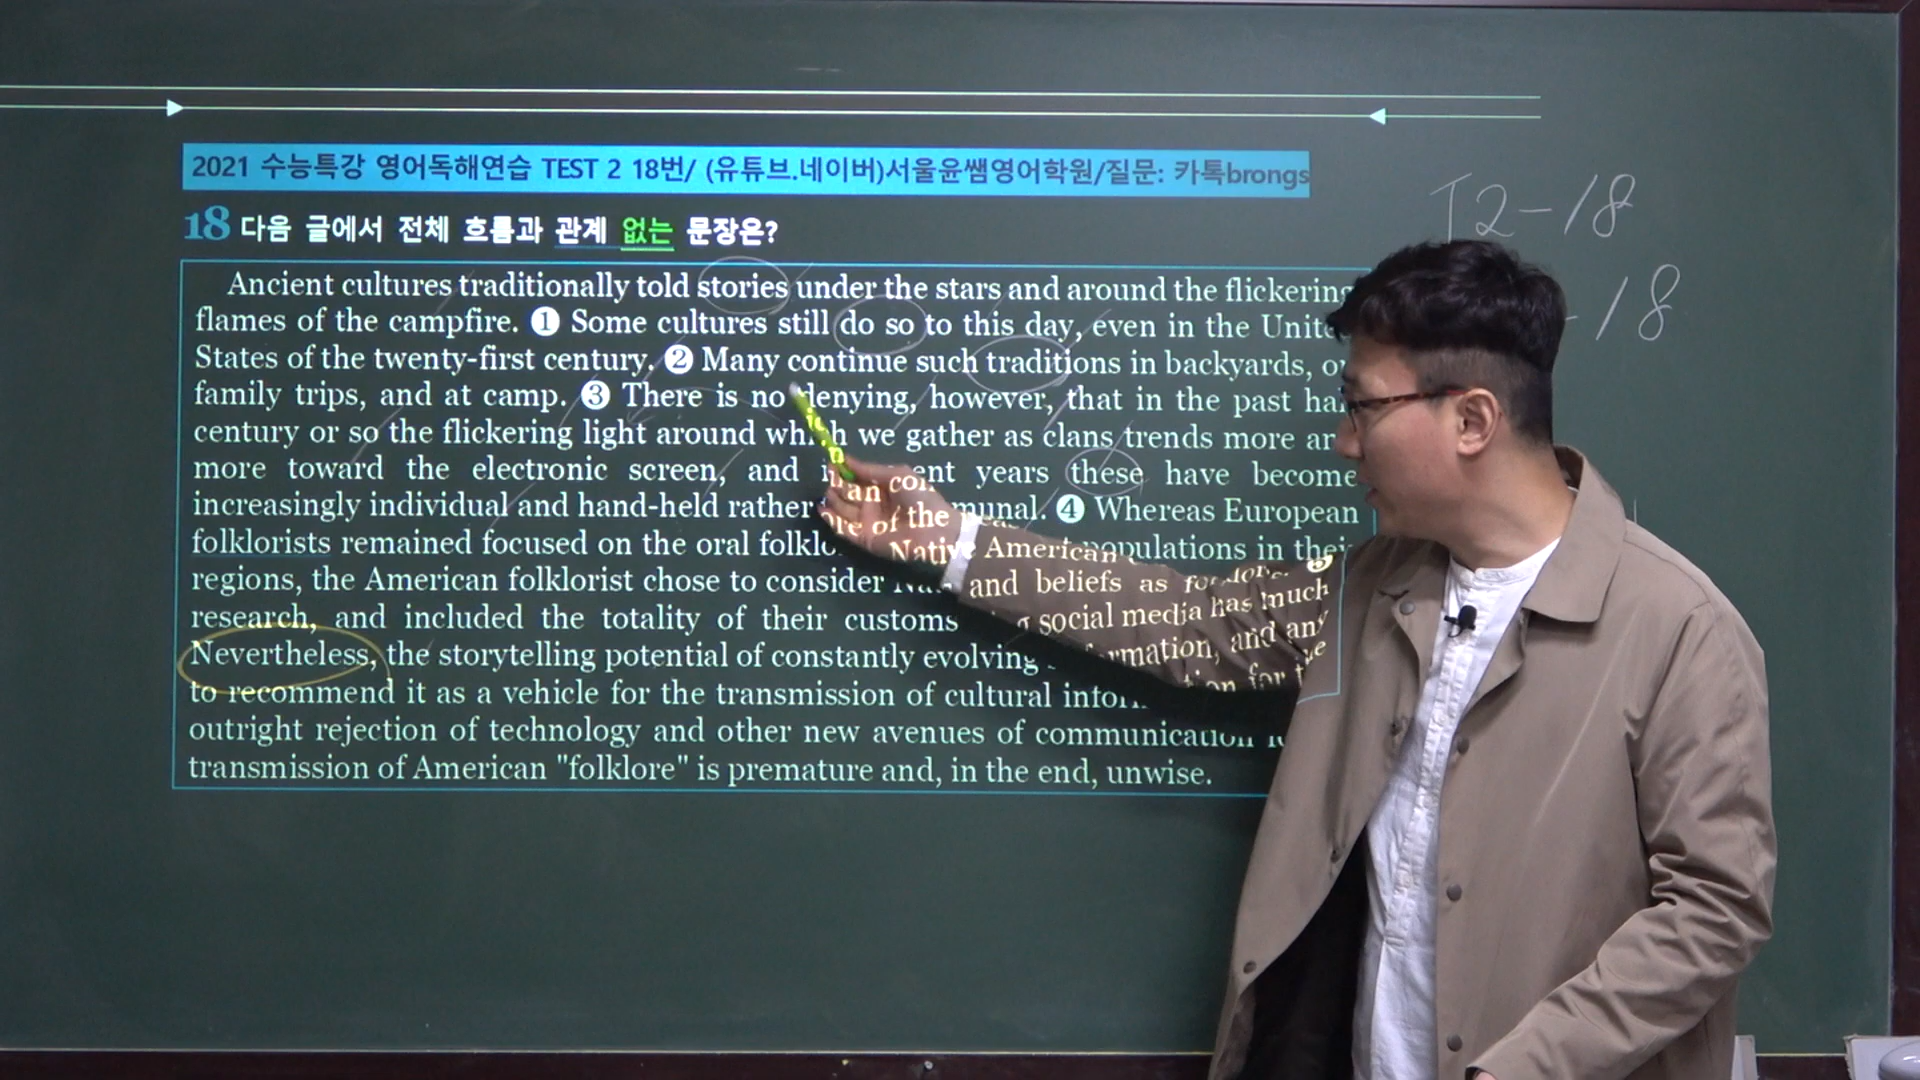 2021 수능특강 영어독해연습 TEST 2 18번/ (유튜브.네이버)서울윤쌤영어학원/질문: 카톡brongs
T2-18
18 다음 글에서 전체 흐름과 관계 없는 문장은?
-18
Ancient cultures traditionally told stories under the stars and around the flickering
flames of the campfire. ❶ Some cultures still do so to this day, even in the
States of the twenty-first century. ❷ Many continue such traditions in backyards,
family trips, and at camp. ❸ There is no denying, however, that in the past
century or so the flickering light around which we gather as clans trends more
more toward the electronic screen, and years these have become
increasingly individual and hand-held rather than communal. ❹ Whereas European
folklorists remained focused on the oral of the populations in their
regions, the American folklorist chose to consider Native American
research, and included the totality of their customs and beliefs as
Nevertheless, the storytelling potential of constantly evolving social media has much
to recommend it as a vehicle for the transmission of cultural information, and any
outright rejection of technology and other new avenues of communication for the
transmission of American "folklore" is premature and, in the end, unwise.